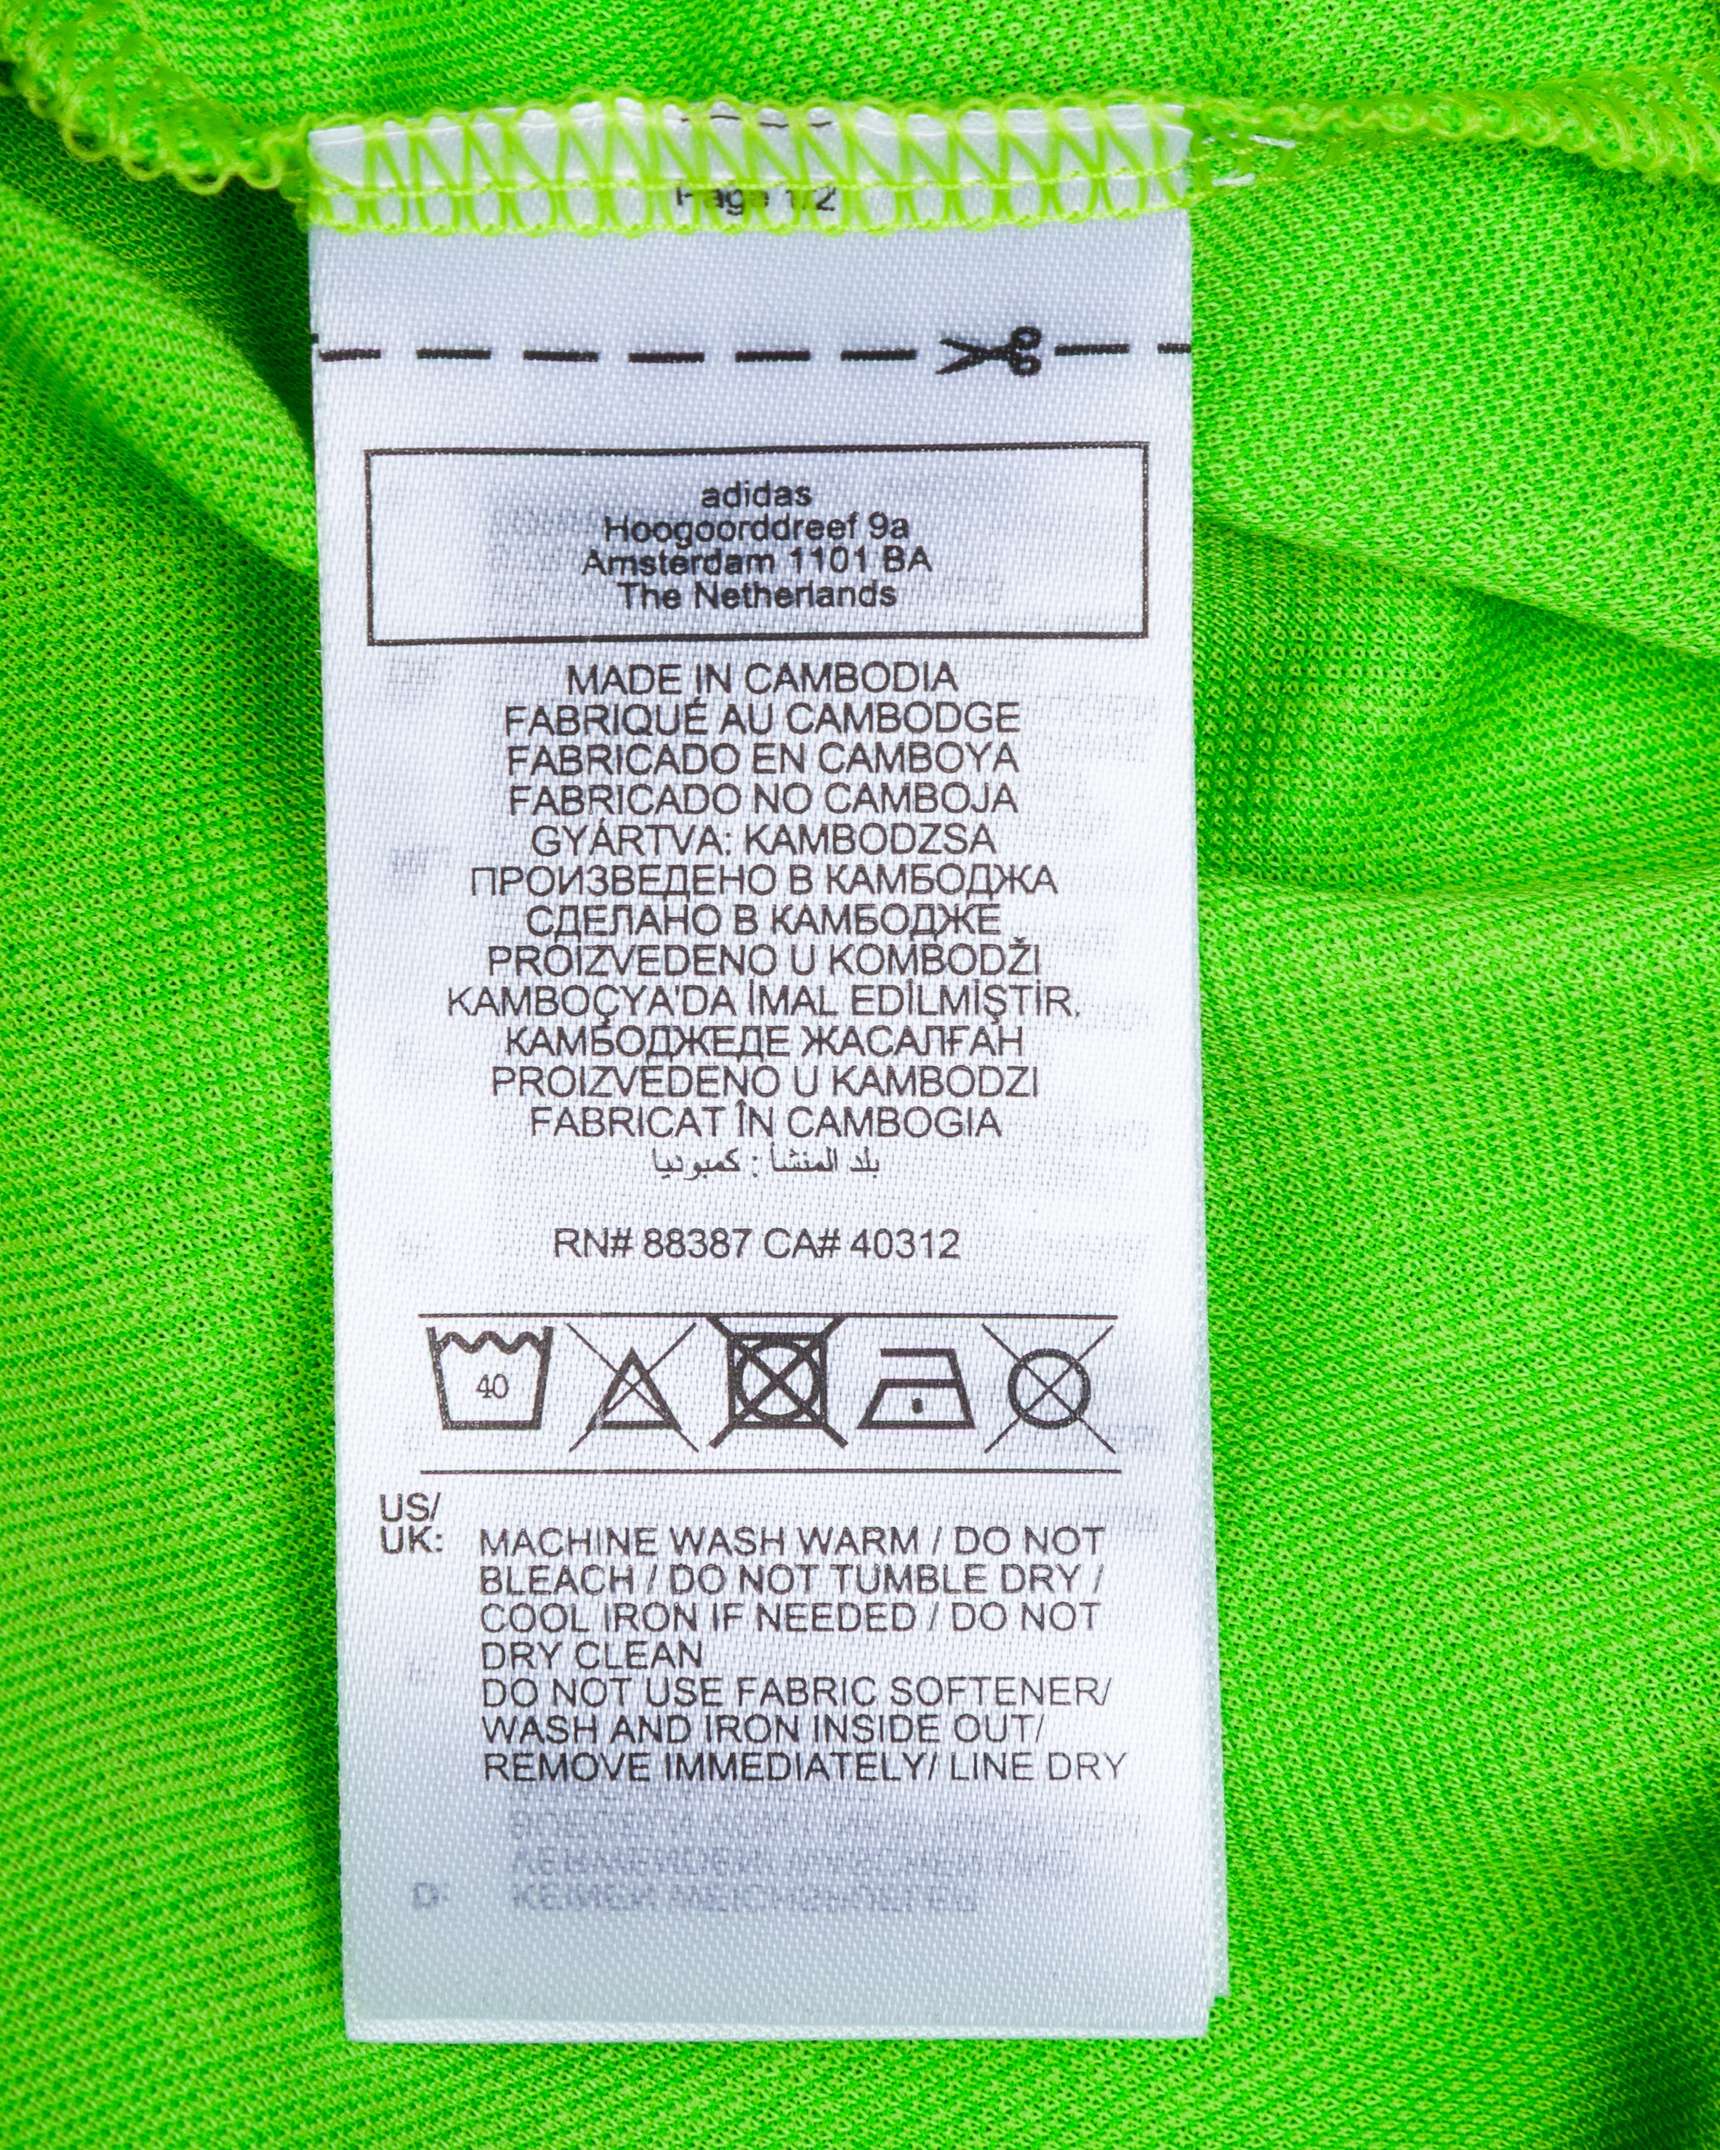 Page 1/2
adidas
Hoogoorddreef 9a
Amsterdam 1101 BA
The Netherlands
MADE IN CAMBODIA
FABRIQUÉ AU CAMBODGE
FABRICADO EN CAMBOYA
FABRICADO NO CAMBOJA
GYÁRTVA: KAMBODZSA
ПРОИЗВЕДЕНО В КАМБОДЖА
СДЕЛАНО В КАМБОДЖЕ
PROIZVEDENO U KOMBODŽI
KAMBOÇYA'DA İMAL EDİLMİŞTİR.
КАМБОДЖЕДЕ ЖАСАЛҒАН
PROIZVEDENO U KAMBODZI
FABRICAT ÎN CAMBOGIA
بلد المنشأ : كمبوديا
RN# 88387 CA# 40312
40
US/
UK: MACHINE WASH WARM / DO NOT
BLEACH / DO NOT TUMBLE DRY /
COOL IRON IF NEEDED / DO NOT
DRY CLEAN
DO NOT USE FABRIC SOFTENER/
WASH AND IRON INSIDE OUT/
REMOVE IMMEDIATELY/ LINE DRY